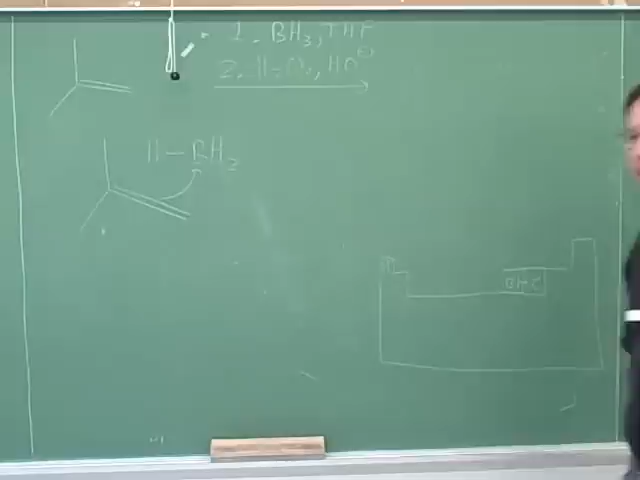 1. BH₃, THF
2. H₂O₂, HO⊖
H — BH₂
H